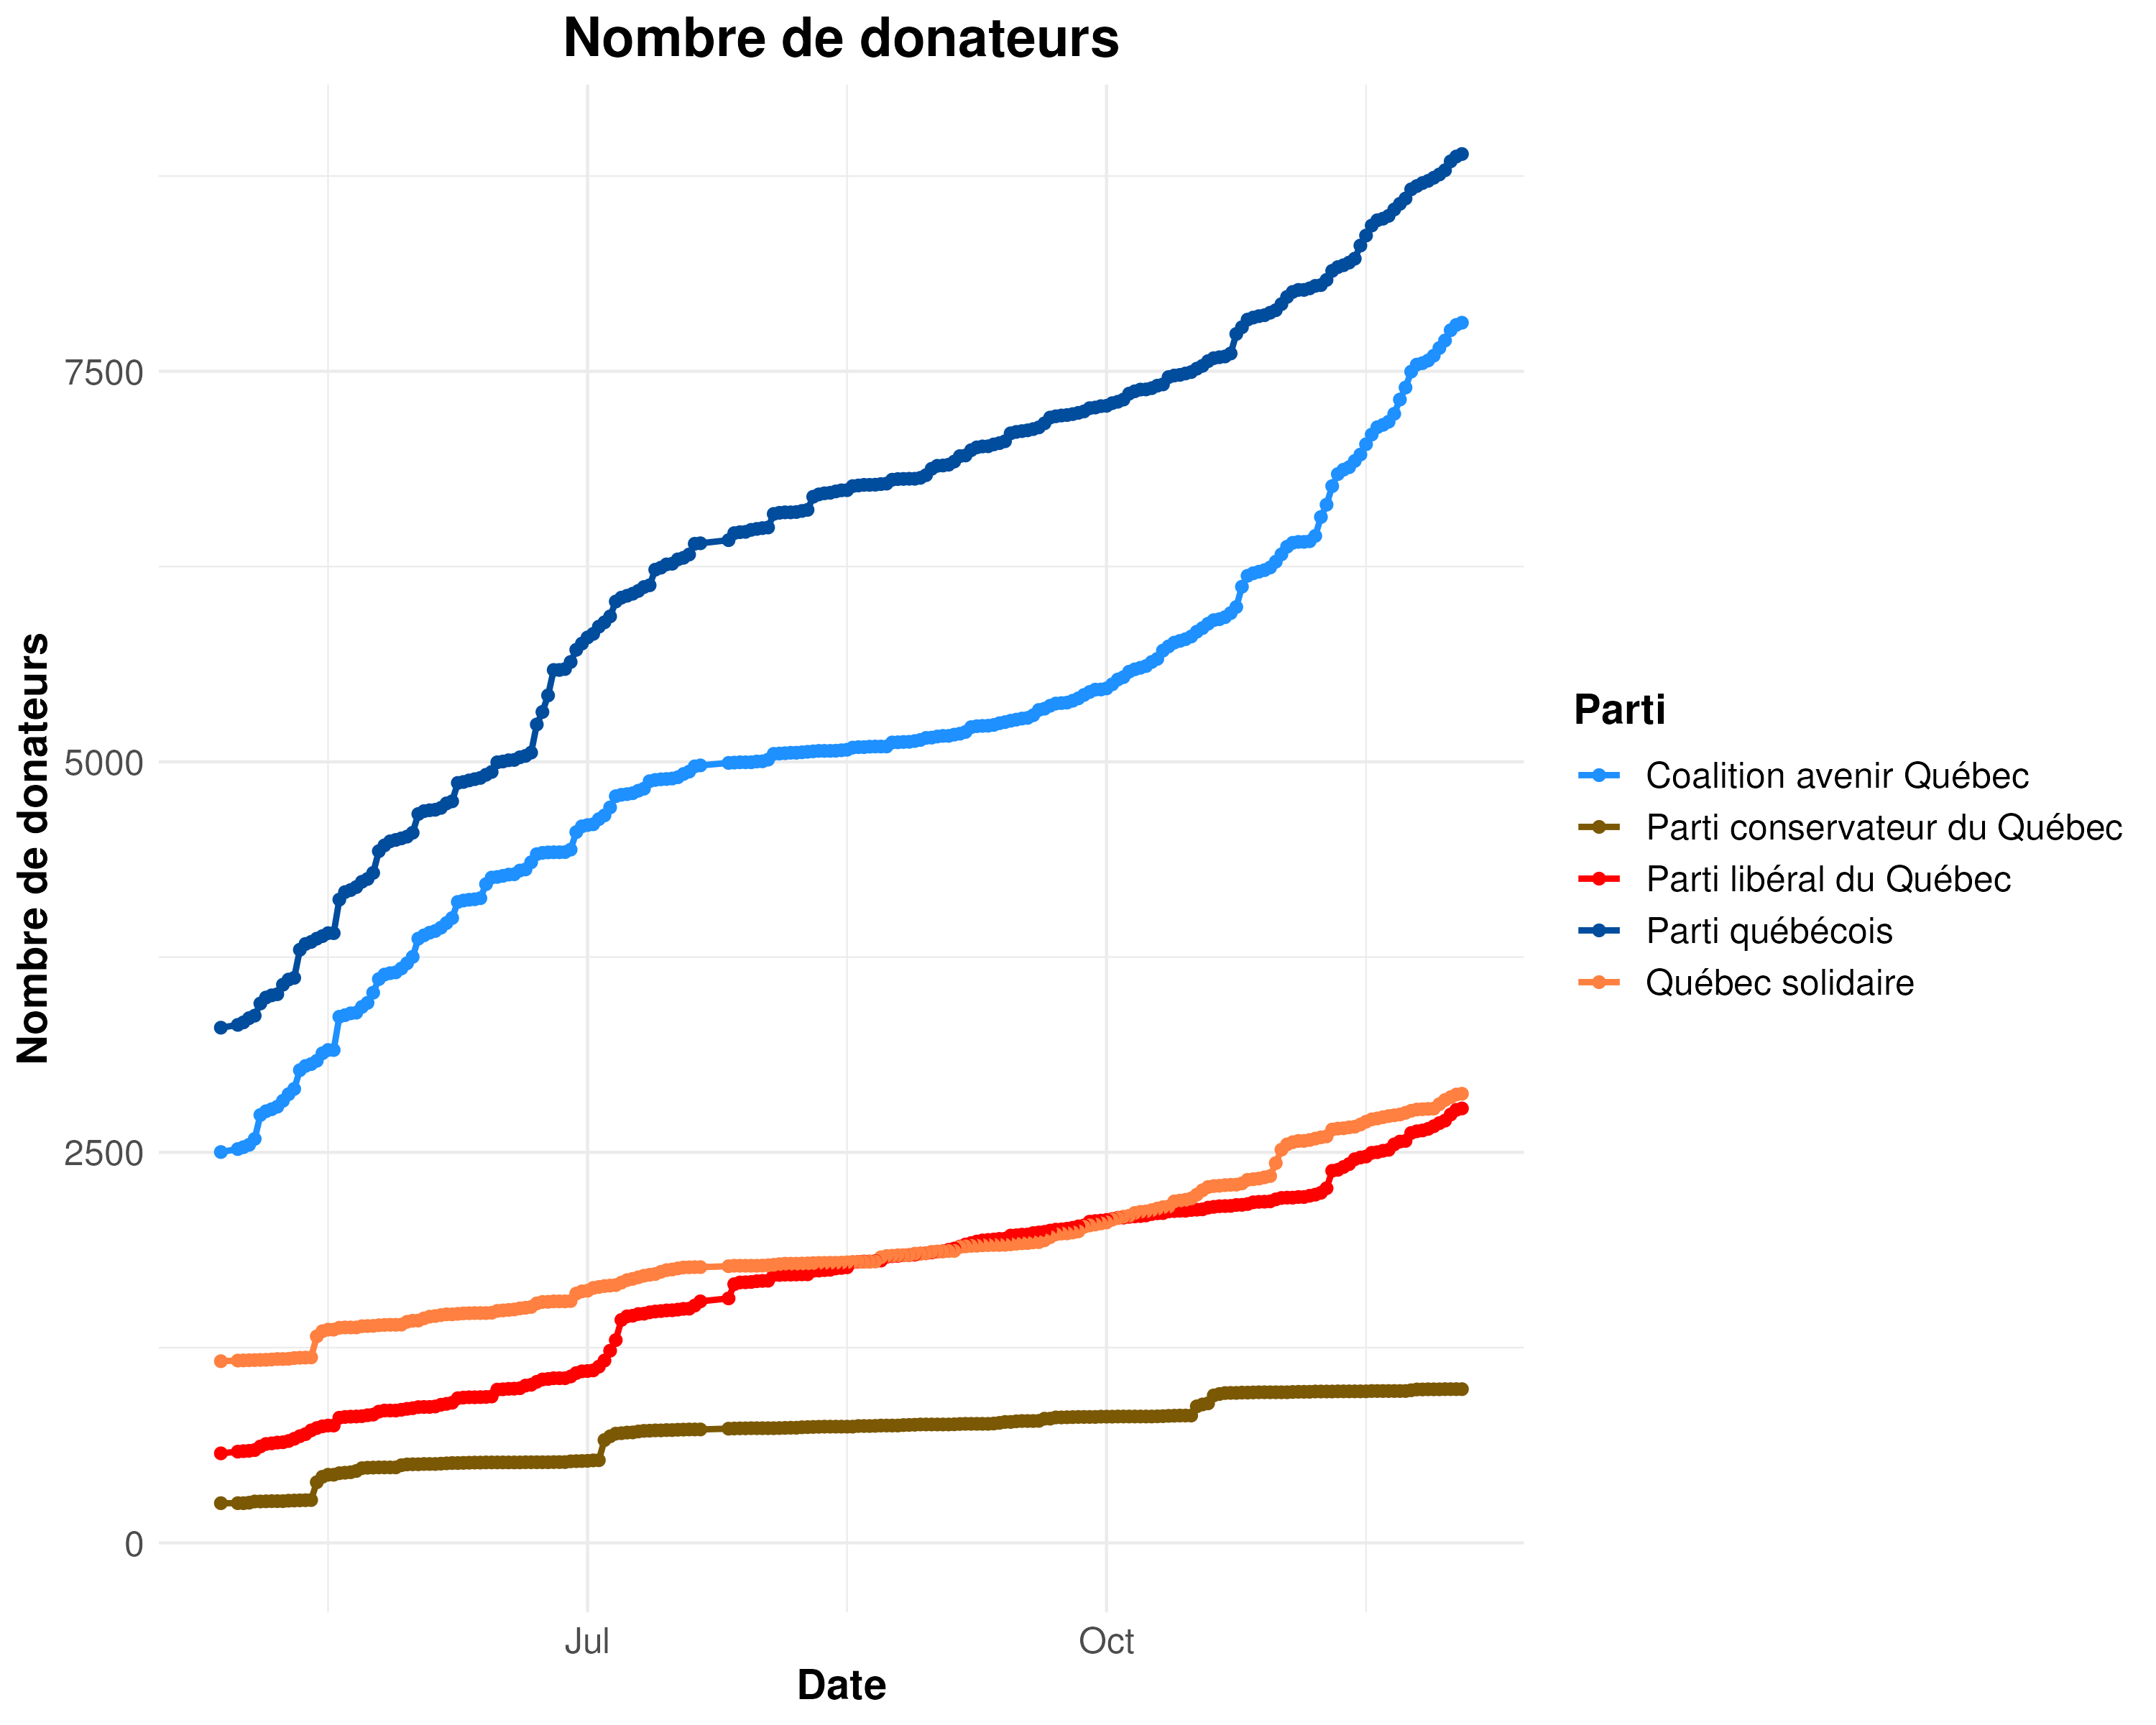 Nombre de donateurs
Nombre de donateurs
7500
5000
2500
0
Jul
Oct
Date
Parti
Coalition avenir Québec
Parti conservateur du Québec
Parti libéral du Québec
Parti québécois
Québec solidaire